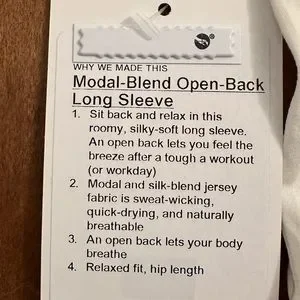 WHY WE MADE THIS
Modal-Blend Open-Back
Long Sleeve
1. Sit back and relax in this
roomy, silky-soft long sleeve.
An open back lets you feel the
breeze after a tough a workout
(or workday)
2. Modal and silk-blend jersey
fabric is sweat-wicking,
quick-drying, and naturally
breathable
3. An open back lets your body
breathe
4. Relaxed fit, hip length